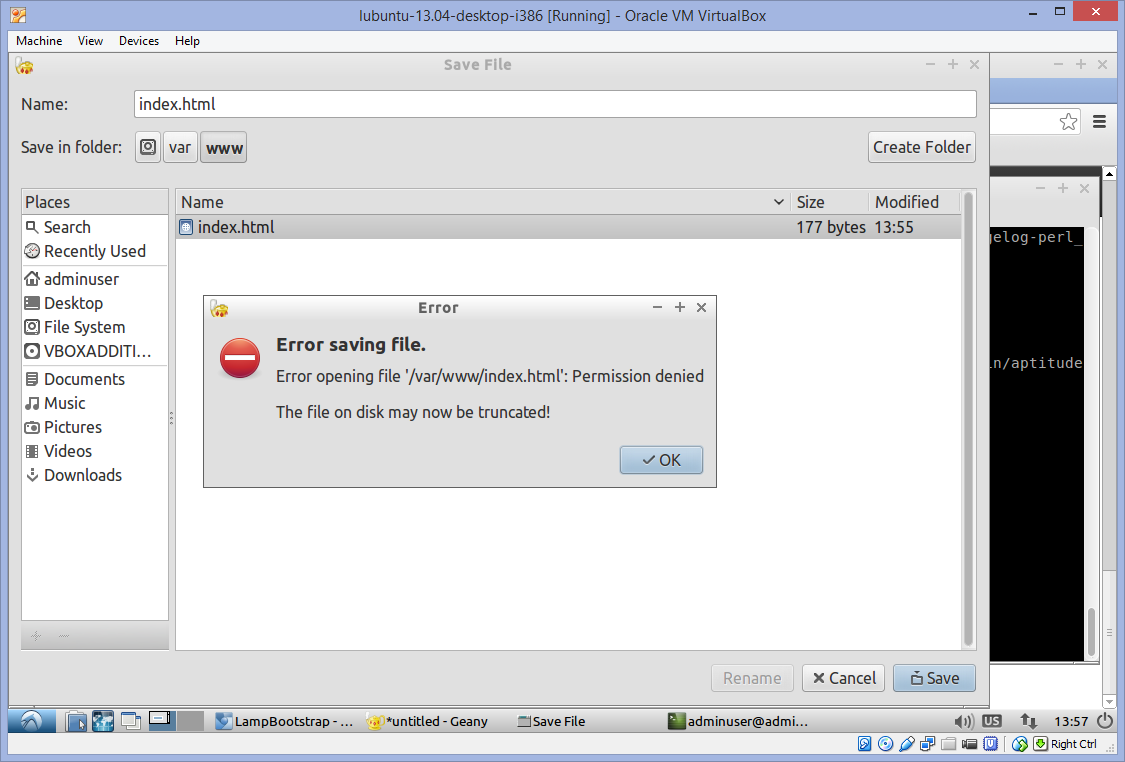 lubuntu-13.04-desktop-i386 [Running] - Oracle VM VirtualBox
Machine View Devices Help
Save File
Name: index.html
Save in folder: var www Create Folder
Places
Search
Recently Used
adminuser
Desktop
File System
VBOXADDITI...
Documents
Music
Pictures
Videos
Downloads
Name Size Modified
index.html 177 bytes 13:55
Error
Error saving file.
Error opening file '/var/www/index.html': Permission denied
The file on disk may now be truncated!
OK
elog-perl_
in/aptitude
Rename Cancel Save
LampBootstrap - ... *untitled - Geany Save File adminuser@admi... US 13:57
Right Ctrl